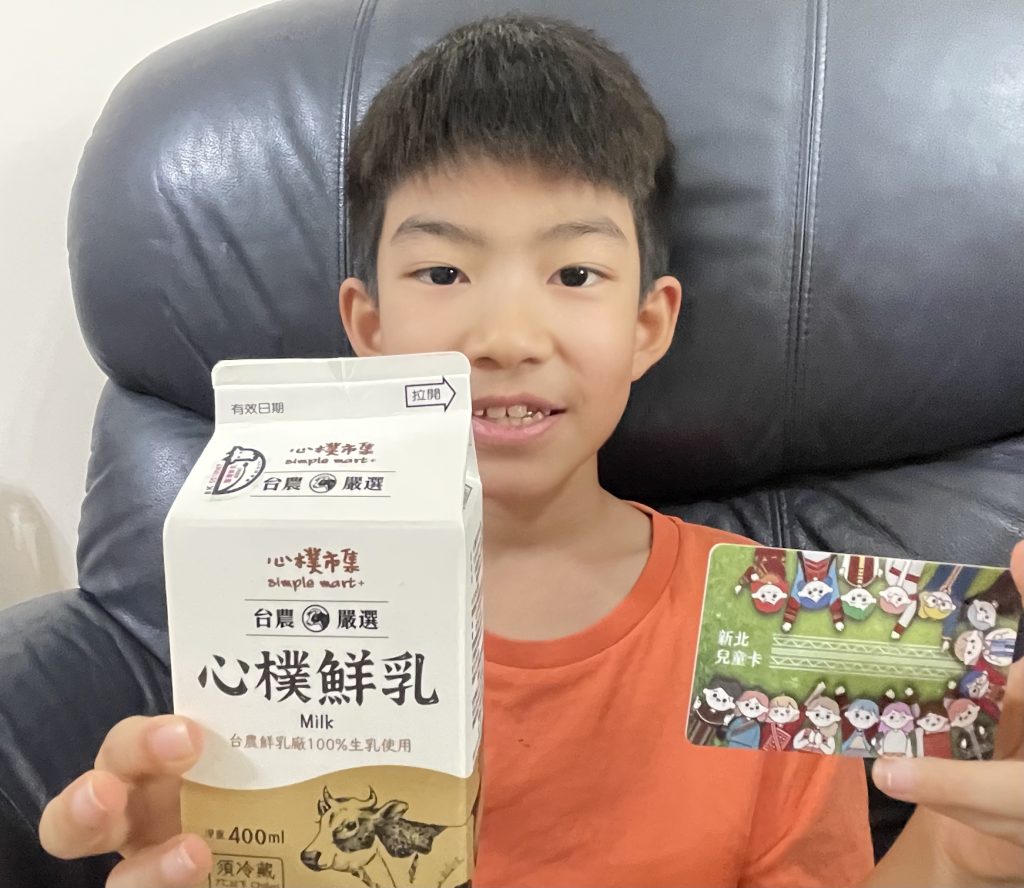 有效日期
拉開
心樸市集
simple mart+
台農 嚴選
心樸市集
simple mart+
台農 嚴選
心樸鮮乳
Milk
台農鮮乳廠100%生乳使用
淨重 400ml
須冷藏
新北
兒童卡